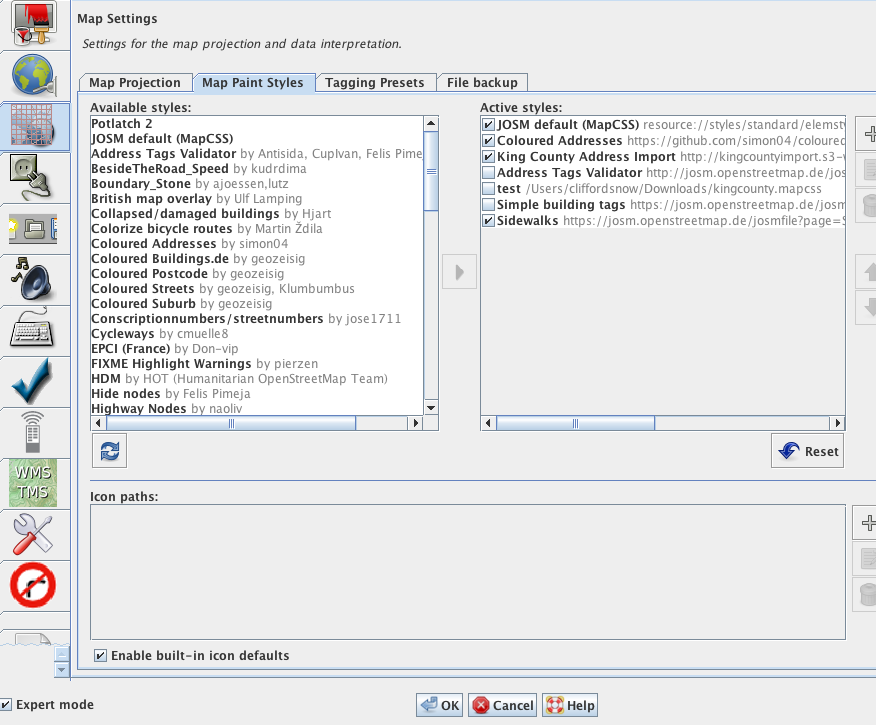 Map Settings
Settings for the map projection and data interpretation.
Map Projection
Map Paint Styles
Tagging Presets
File backup
Available styles:
Potlatch 2
JOSM default (MapCSS)
Address Tags Validator by Antisida, CupIvan, Felis Pime
BesideTheRoad_Speed by kudrdima
Boundary_Stone by ajoessen,lutz
British map overlay by Ulf Lamping
Collapsed/damaged buildings by Hjart
Colorize bicycle routes by Martin Ždila
Coloured Addresses by simon04
Coloured Buildings.de by geozeisig
Coloured Postcode by geozeisig
Coloured Streets by geozeisig, Klumbumbus
Coloured Suburb by geozeisig
Conscriptionnumbers/streetnumbers by jose1711
Cycleways by cmuelle8
EPCI (France) by Don-vip
FIXME Highlight Warnings by pierzen
HDM by HOT (Humanitarian OpenStreetMap Team)
Hide nodes by Felis Pimeja
Highway Nodes by naoliv
Active styles:
JOSM default (MapCSS) resource://styles/standard/elemst
Coloured Addresses https://github.com/simon04/coloured
King County Address Import http://kingcountyimport.s3-
Address Tags Validator http://josm.openstreetmap.de/jos
test /Users/cliffordsnow/Downloads/kingcounty.mapcss
Simple building tags https://josm.openstreetmap.de/josm
Sidewalks https://josm.openstreetmap.de/josmfile?page=S
Reset
Icon paths:
Enable built-in icon defaults
WMS
TMS
Expert mode
OK
Cancel
Help